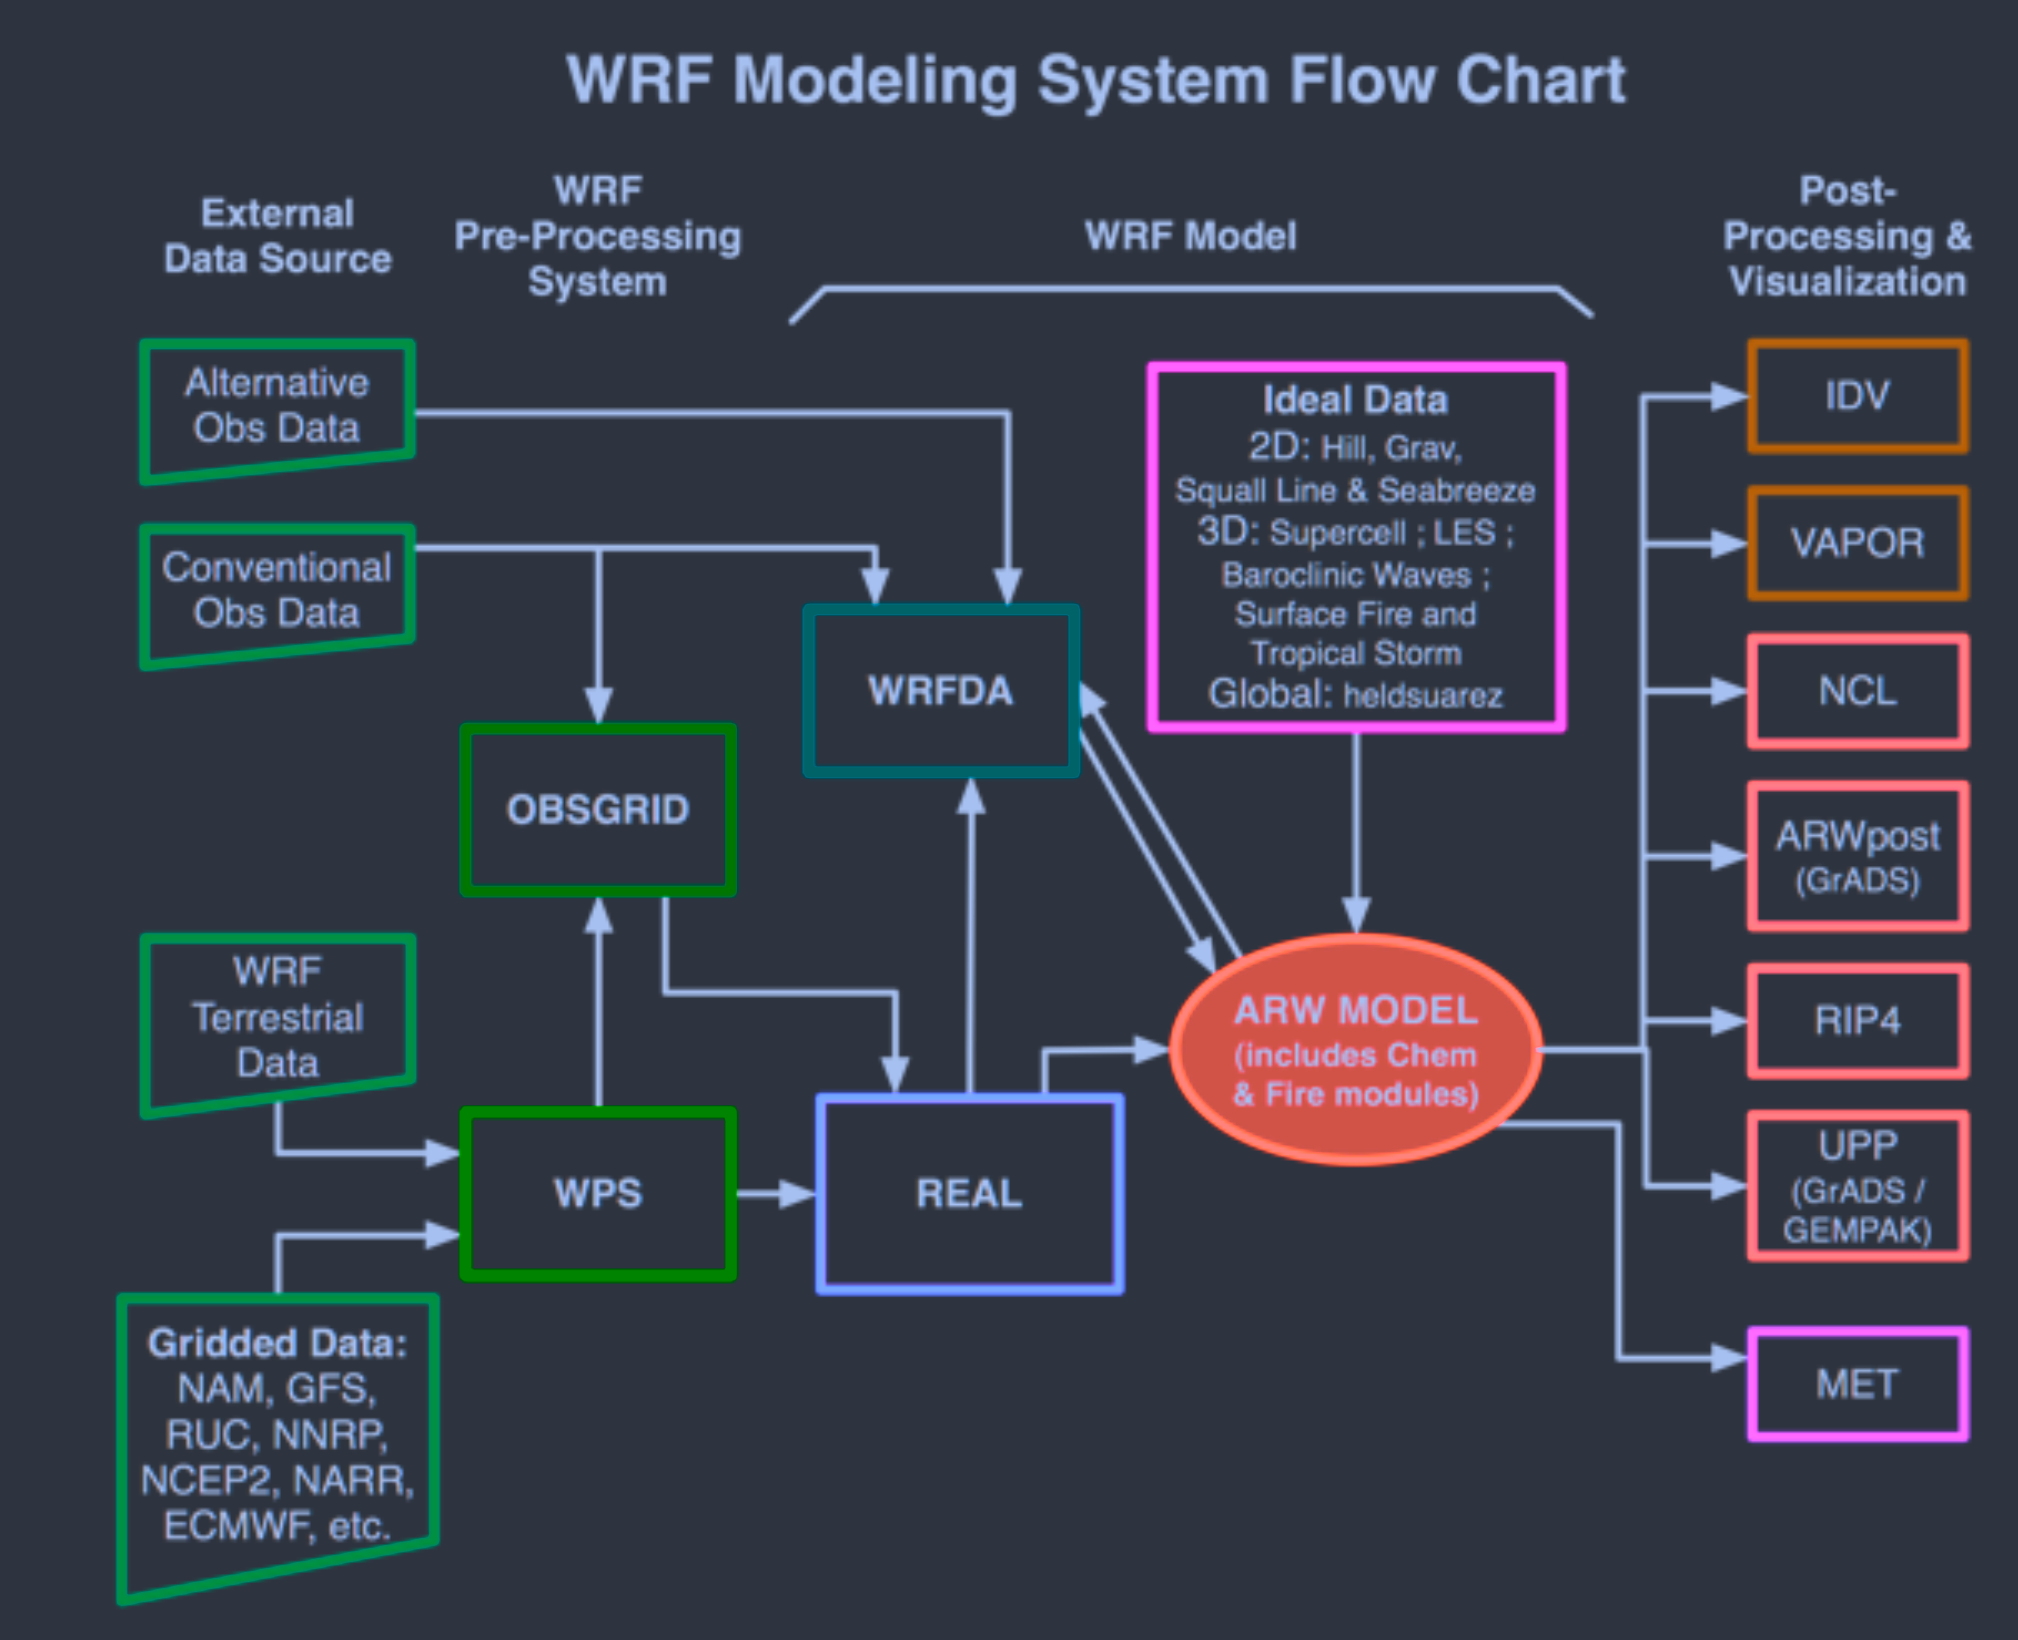 WRF Modeling System Flow Chart
External
Data Source
WRF
Pre-Processing
System
WRF Model
Post-
Processing &
Visualization
Alternative
Obs Data
Conventional
Obs Data
WRF
Terrestrial
Data
Gridded Data:
NAM, GFS,
RUC, NNRP,
NCEP2, NARR,
ECMWF, etc.
OBSGRID
WPS
WRFDA
REAL
Ideal Data
2D: Hill, Grav,
Squall Line & Seabreeze
3D: Supercell ; LES ;
Baroclinic Waves ;
Surface Fire and
Tropical Storm
Global: heldsuarez
ARW MODEL
(includes Chem
& Fire modules)
IDV
VAPOR
NCL
ARWpost
(GrADS)
RIP4
UPP
(GrADS /
GEMPAK)
MET